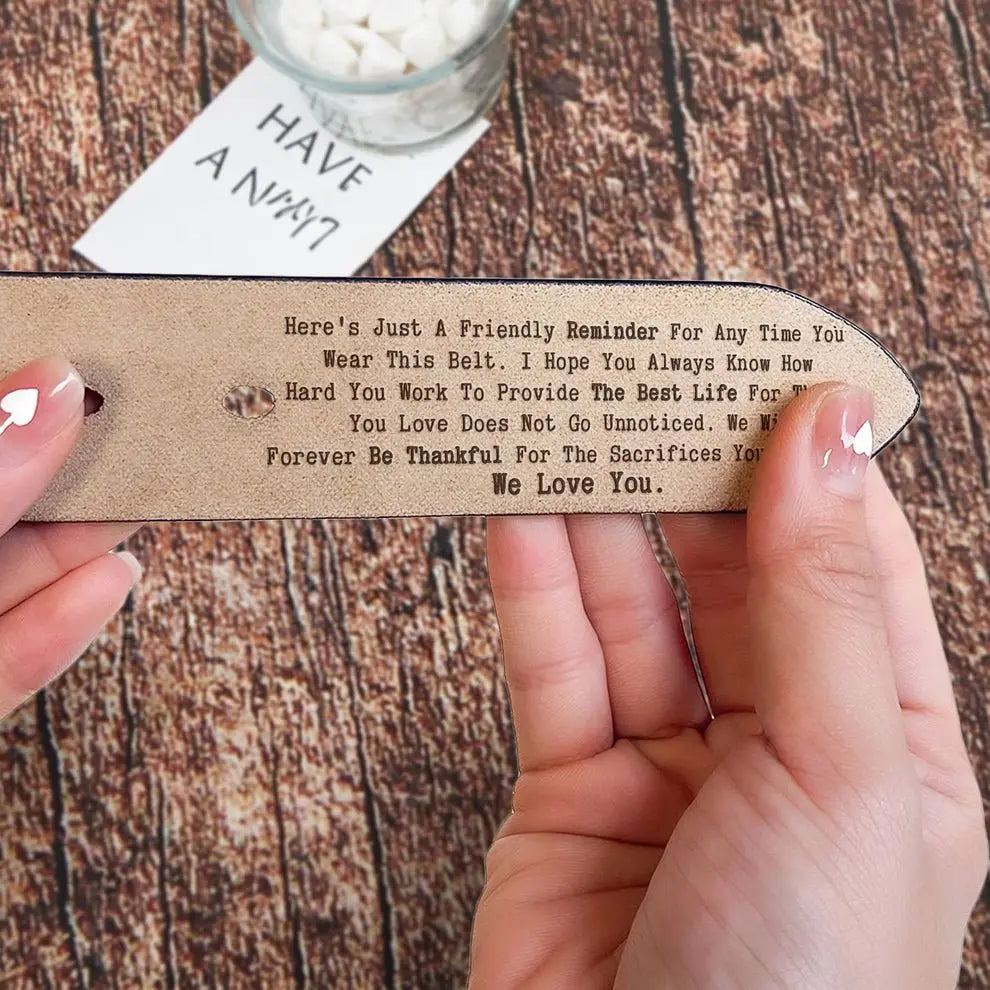 HAVE
A
Here's Just A Friendly Reminder For Any Time You
Wear This Belt. I Hope You Always Know How
Hard You Work To Provide The Best Life For
You Love Does Not Go Unnoticed. We
Forever Be Thankful For The Sacrifices
We Love You.